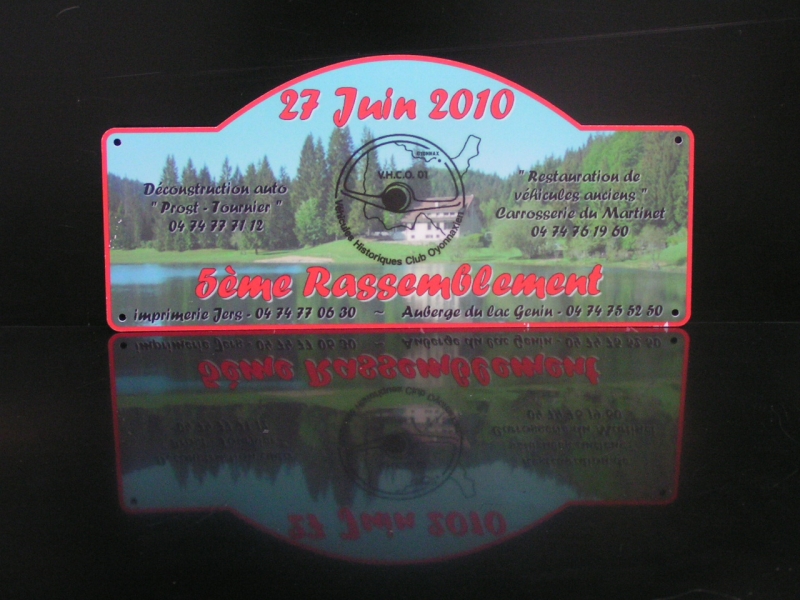 27 Juin 2010
OYONNAX
V.H.C.O. 01
Véhicules Historiques Club Oyonnaxien
Déconstruction auto
" Prost - Tournier "
04 74 77 71 12
" Restauration de
véhicules anciens "
Carrosserie du Martinet
04 74 76 19 60
5ème Rassemblement
imprimerie Jers - 04 74 77 06 30 ~ Auberge du lac Genin - 04 74 75 52 50